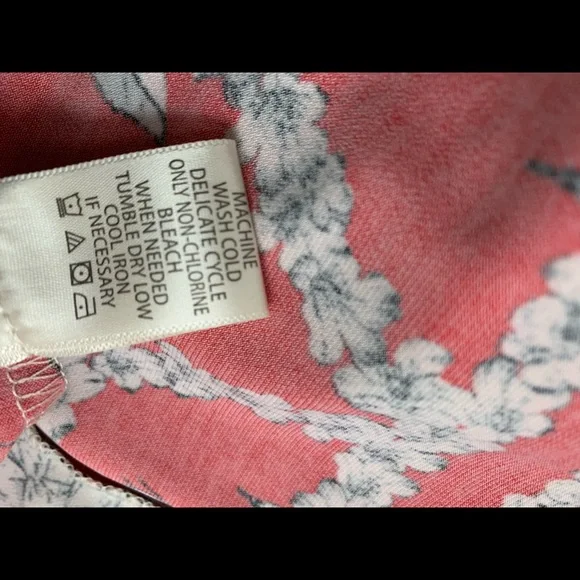 MACHINE
WASH COLD
DELICATE CYCLE
ONLY NON-CHLORINE
BLEACH
WHEN NEEDED
TUMBLE DRY LOW
COOL IRON
IF NECESSARY